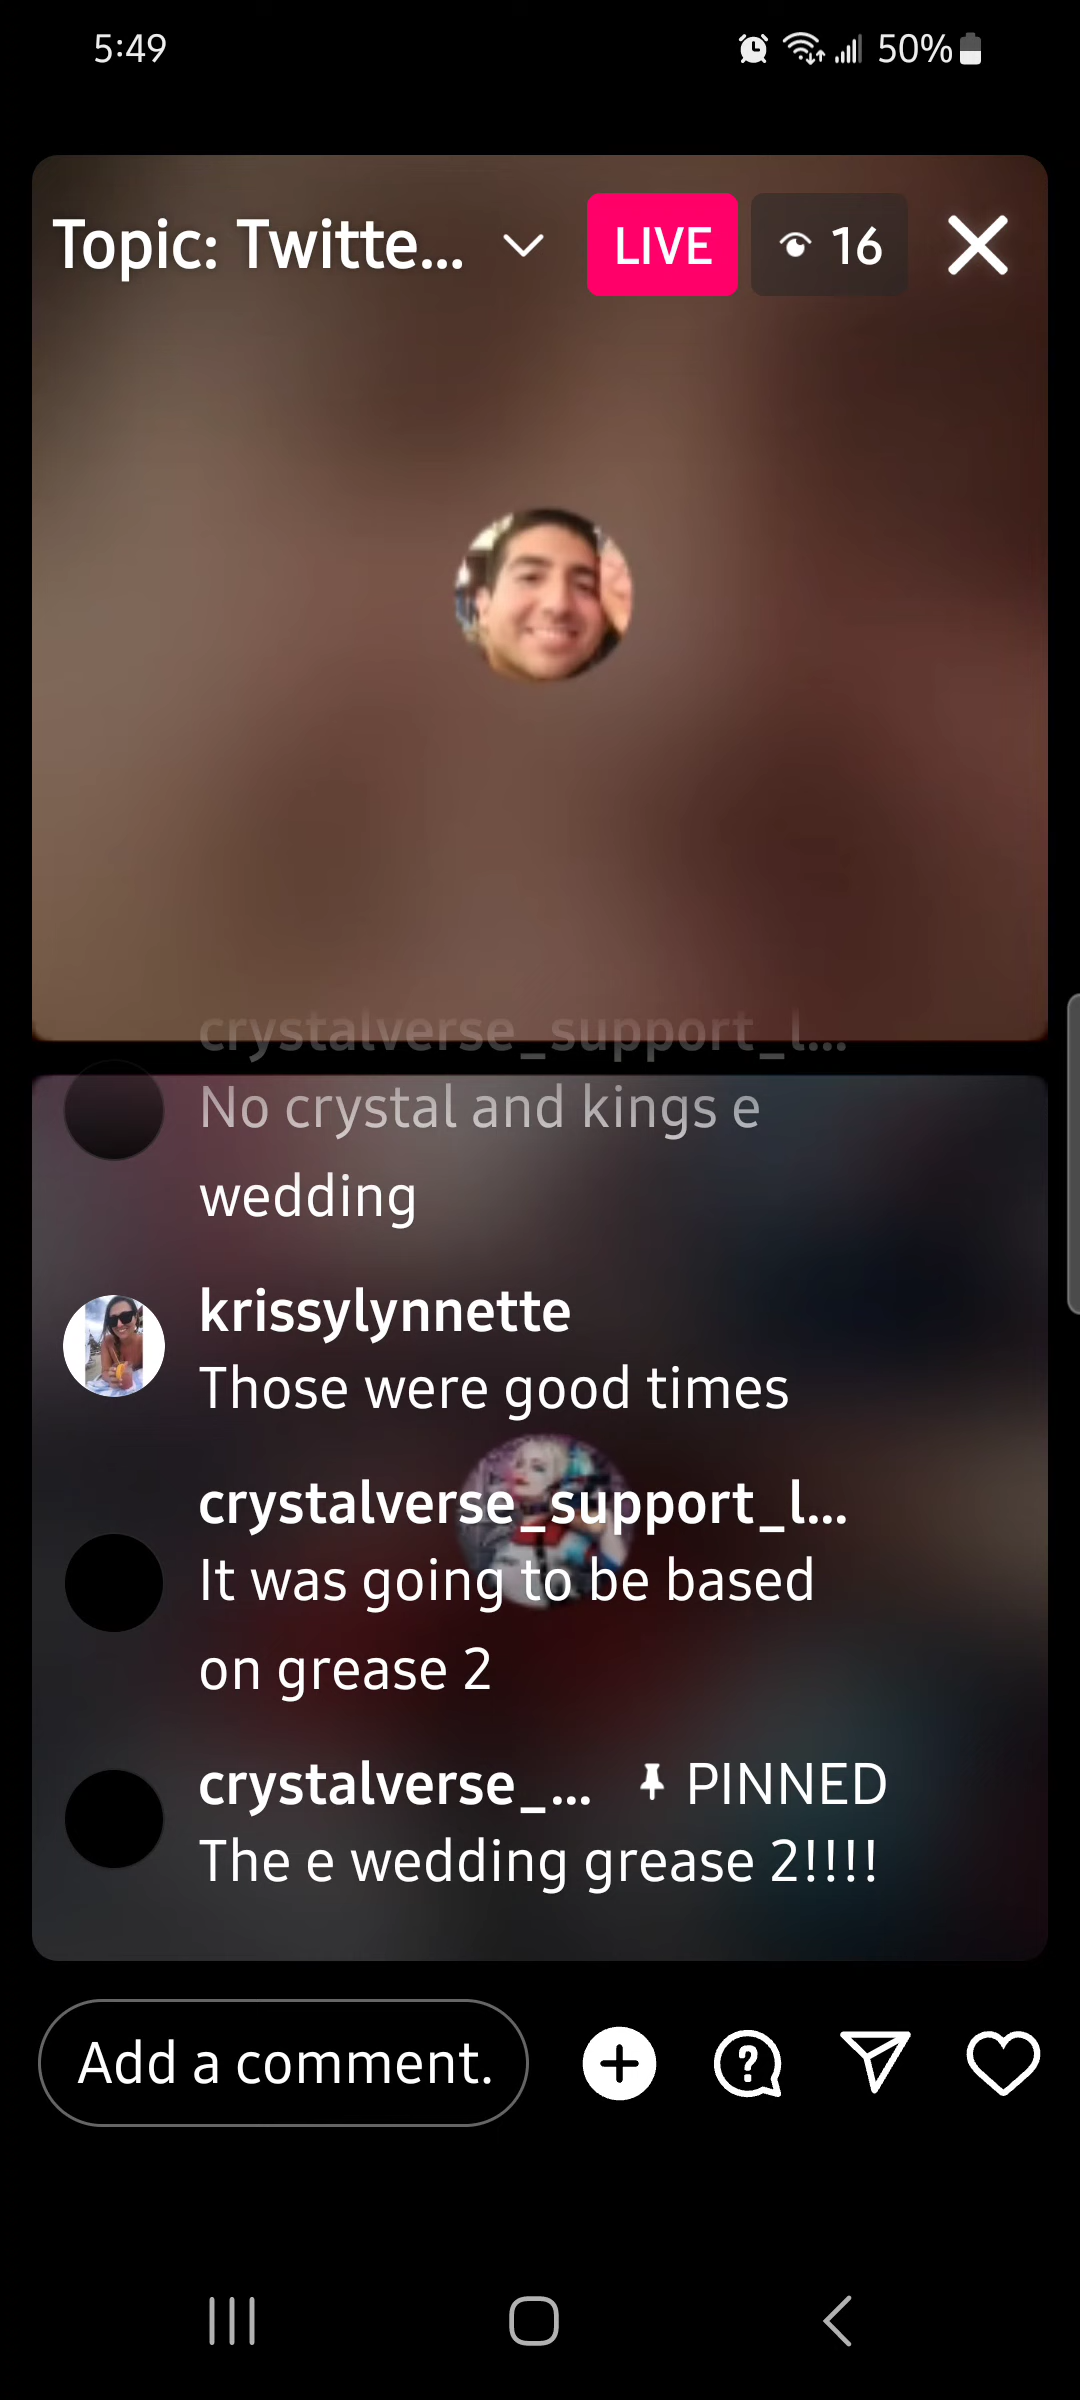 5:49
50%
Topic: Twitte...
LIVE
16
crystalverse_support_l...
No crystal and kings e
wedding
krissylynnette
Those were good times
crystalverse_support_l...
It was going to be based
on grease 2
crystalverse_... PINNED
The e wedding grease 2!!!!
Add a comment.